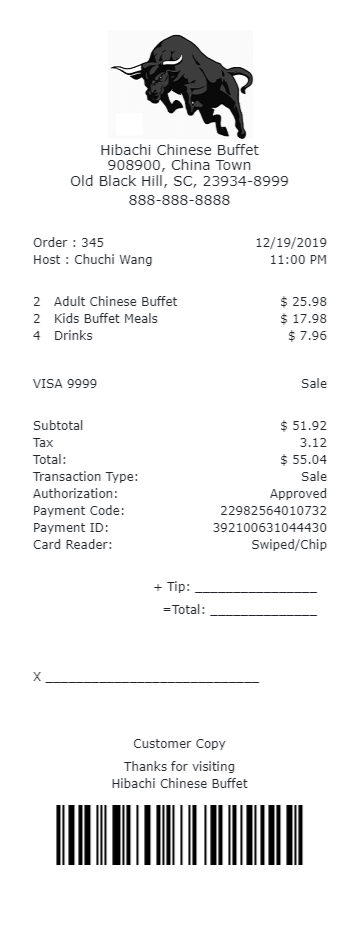 Hibachi Chinese Buffet
908900, China Town
Old Black Hill, SC, 23934-8999
888-888-8888
Order : 345 12/19/2019
Host : Chuchi Wang 11:00 PM
2 Adult Chinese Buffet $ 25.98
2 Kids Buffet Meals $ 17.98
4 Drinks $ 7.96
VISA 9999 Sale
Subtotal $ 51.92
Tax 3.12
Total: $ 55.04
Transaction Type: Sale
Authorization: Approved
Payment Code: 22982564010732
Payment ID: 392100631044430
Card Reader: Swiped/Chip
+ Tip: ________________
=Total: _______________
X ____________________________
Customer Copy
Thanks for visiting
Hibachi Chinese Buffet